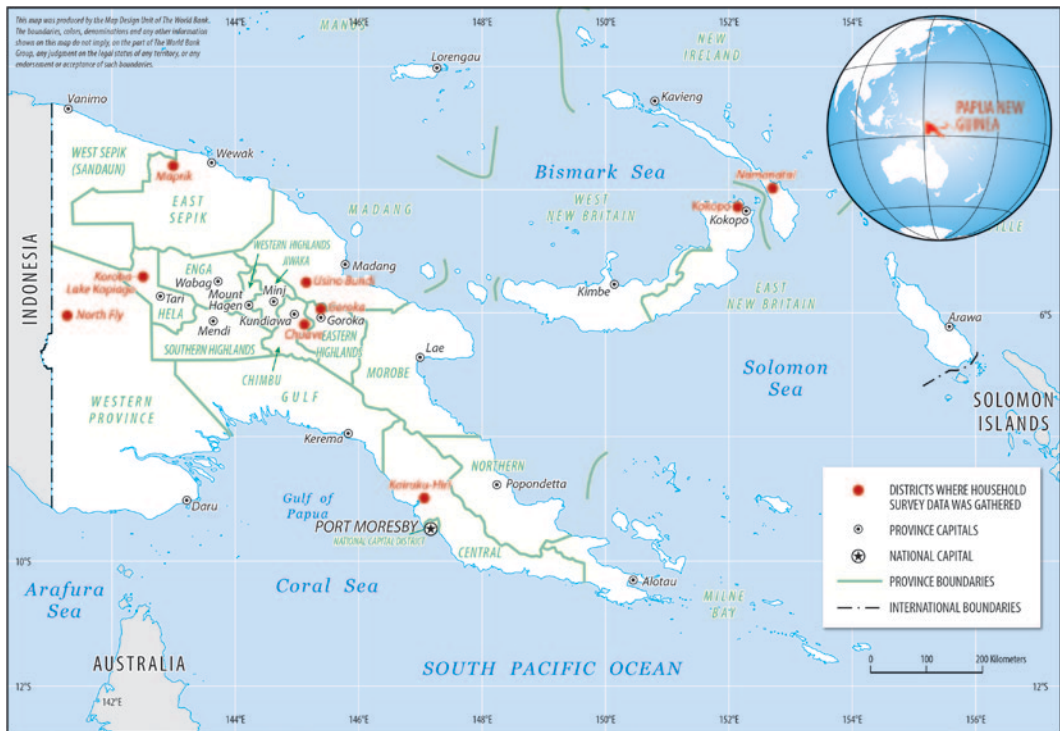 This map was produced by the Map Design Unit of The World Bank.
The boundaries, colors, denominations and any other information
shown on this map do not imply, on the part of The World Bank
Group, any judgment on the legal status of any territory, or any
endorsement or acceptance of such boundaries.
144°E
146°E
148°E
150°E
152°E
154°E
MANUS
NEW
IRELAND
Lorengau
Kavieng
Vanimo
PAPUA NEW
GUINEA
WEST SEPIK
(SANDAUN)
Wewak
Maprik
Bismark Sea
Namatanai
EAST
SEPIK
MADANG
WEST
NEW BRITAIN
Kokopo
Kokopo
INDONESIA
WESTERN HIGHLANDS
JIWAKA
ENGA
Wabag
Madang
Koroba-
Lake Kopiago
Usino Bundi
Tari
Mount
Hagen
Minj
Goroka
Goroka
Kimbe
EAST
NEW BRITAIN
North Fly
HELA
Mendi
Kundiawa
Chuave
EASTERN
HIGHLANDS
6°S
Arawa
SOUTHERN HIGHLANDS
Lae
CHIMBU
MOROBE
Solomon
Sea
WESTERN
PROVINCE
GULF
SOLOMON
ISLANDS
Kerema
NORTHERN
Kairuku-Hiri
Popondetta
Daru
Gulf of
Papua
PORT MORESBY
NATIONAL CAPITAL DISTRICT
CENTRAL
DISTRICTS WHERE HOUSEHOLD
SURVEY DATA WAS GATHERED
PROVINCE CAPITALS
NATIONAL CAPITAL
PROVINCE BOUNDARIES
INTERNATIONAL BOUNDARIES
10°S
Arafura
Sea
Coral Sea
Alotau
MILNE
BAY
AUSTRALIA
SOUTH PACIFIC OCEAN
0 100 200 Kilometers
12°S
12°S
142°E
144°E
146°E
148°E
150°E
152°E
154°E
156°E